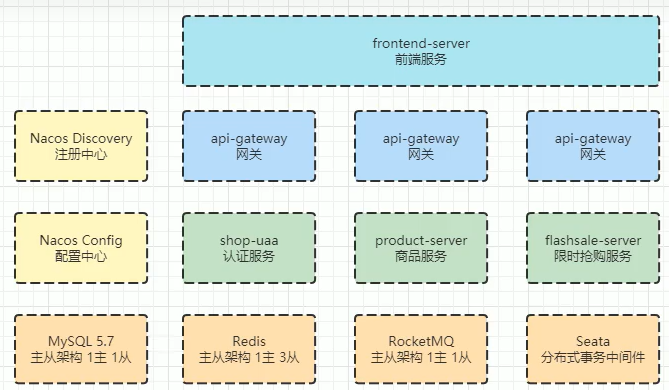 frontend-server
前端服务
Nacos Discovery
注册中心
api-gateway
网关
api-gateway
网关
api-gateway
网关
Nacos Config
配置中心
shop-uaa
认证服务
product-server
商品服务
flashsale-server
限时抢购服务
MySQL 5.7
主从架构 1主 1从
Redis
主从架构 1主 3从
RocketMQ
主从架构 1主 1从
Seata
分布式事务中间件